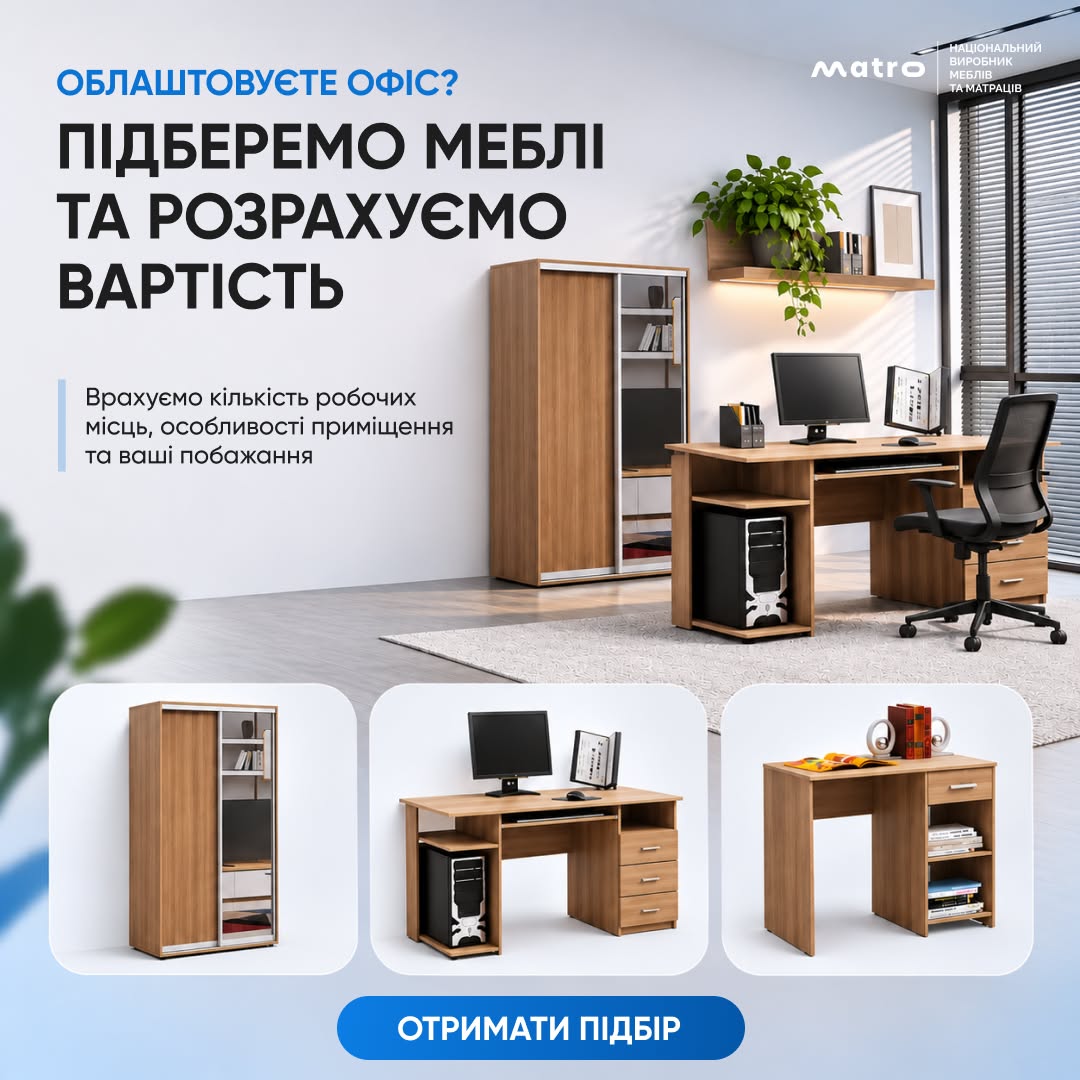 matro
НАЦІОНАЛЬНИЙ
ВИРОБНИК
МЕБЛІВ
ТА МАТРАЦІВ
ОБЛАШТОВУЄТЕ ОФІС?
ПІДБЕРЕМО МЕБЛІ
ТА РОЗРАХУЄМО
ВАРТІСТЬ
Врахуємо кількість робочих
місць, особливості приміщення
та ваші побажання
ОТРИМАТИ ПІДБІР